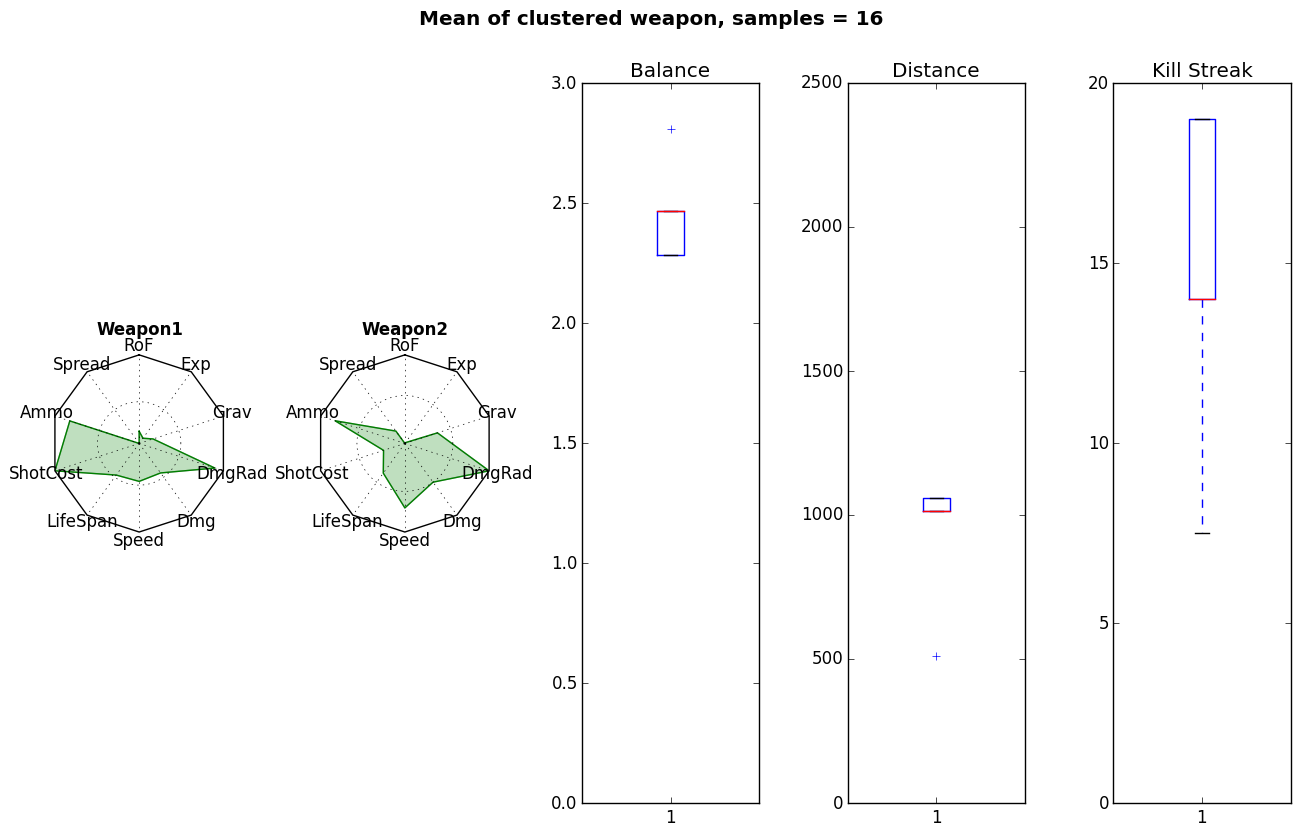 Mean of clustered weapon, samples = 16
Weapon1
RoF
Exp
Grav
DmgRad
Dmg
Speed
LifeSpan
ShotCost
Ammo
Spread
Weapon2
RoF
Exp
Grav
DmgRad
Dmg
Speed
LifeSpan
ShotCost
Ammo
Spread
Balance
3.0
2.5
2.0
1.5
1.0
0.5
0.0
1
Distance
2500
2000
1500
1000
500
0
1
Kill Streak
20
15
10
5
0
1